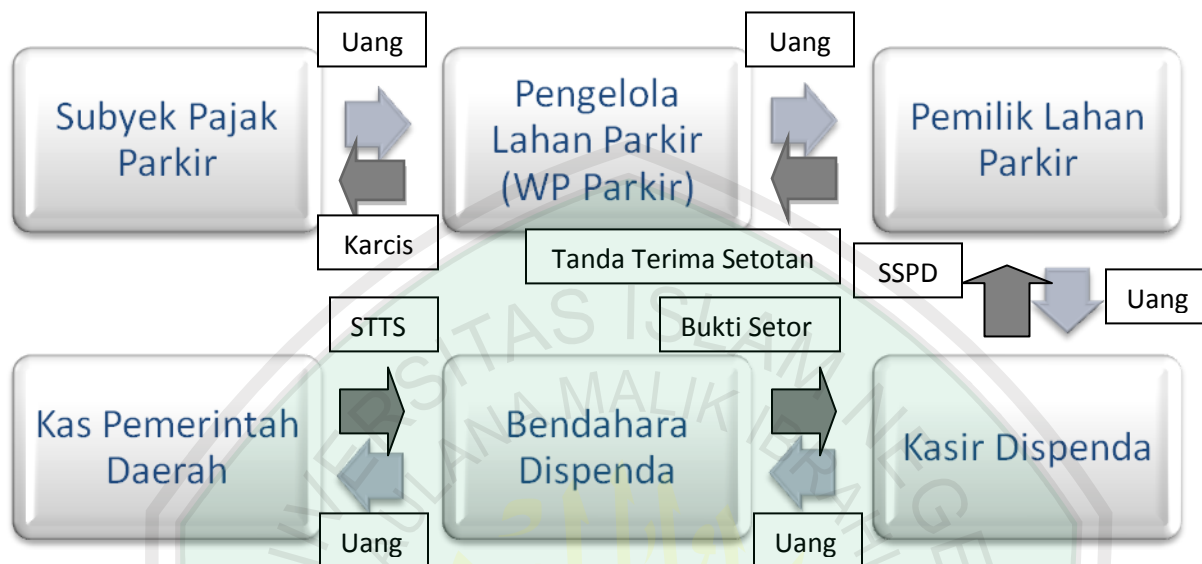 Uang
Uang
Subyek Pajak
Parkir
Pengelola
Lahan Parkir
(WP Parkir)
Pemilik Lahan
Parkir
Karcis
Tanda Terima Setotan
SSPD
Uang
STTS
Bukti Setor
Kas Pemerintah
Daerah
Bendahara
Dispenda
Kasir Dispenda
Uang
Uang